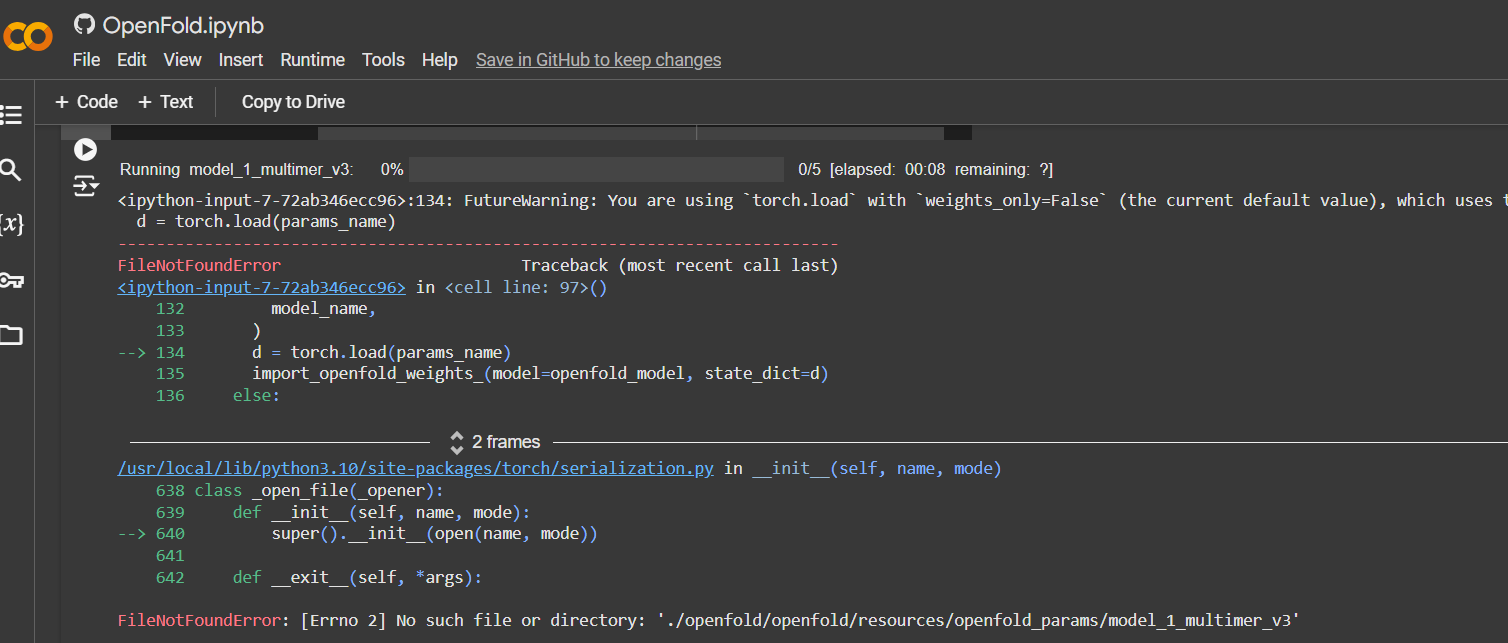 OpenFold.ipynb
File Edit View Insert Runtime Tools Help Save in GitHub to keep changes
+ Code + Text Copy to Drive
Running model_1_multimer_v3: 0% 0/5 [elapsed: 00:08 remaining: ?]
<ipython-input-7-72ab346ecc96>:134: FutureWarning: You are using `torch.load` with `weights_only=False` (the current default value), which uses
d = torch.load(params_name)
---------------------------------------------------------------------------
FileNotFoundError Traceback (most recent call last)
<ipython-input-7-72ab346ecc96> in <cell line: 97>()
132 model_name,
133 )
--> 134 d = torch.load(params_name)
135 import_openfold_weights_(model=openfold_model, state_dict=d)
136 else:
2 frames
/usr/local/lib/python3.10/site-packages/torch/serialization.py in __init__(self, name, mode)
638 class _open_file(_opener):
639 def __init__(self, name, mode):
--> 640 super().__init__(open(name, mode))
641
642 def __exit__(self, *args):
FileNotFoundError: [Errno 2] No such file or directory: './openfold/openfold/resources/openfold_params/model_1_multimer_v3'